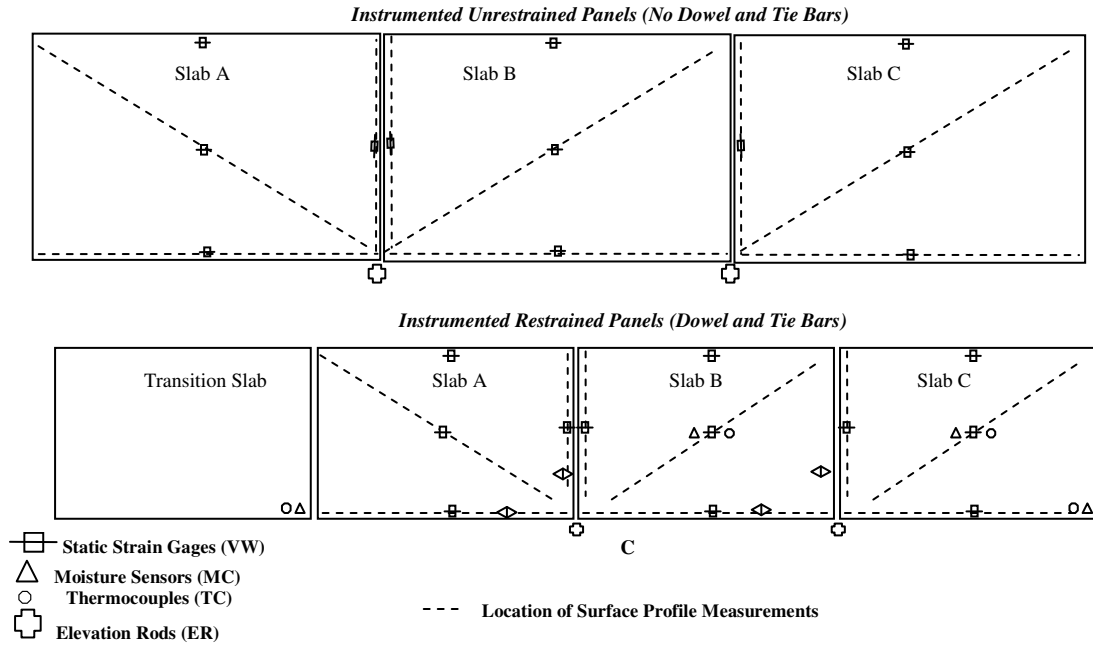 Instrumented Unrestrained Panels (No Dowel and Tie Bars)
Slab A
Slab B
Slab C
Instrumented Restrained Panels (Dowel and Tie Bars)
Transition Slab
Slab A
Slab B
Slab C
C
Static Strain Gages (VW)
Moisture Sensors (MC)
Thermocouples (TC)
Elevation Rods (ER)
Location of Surface Profile Measurements